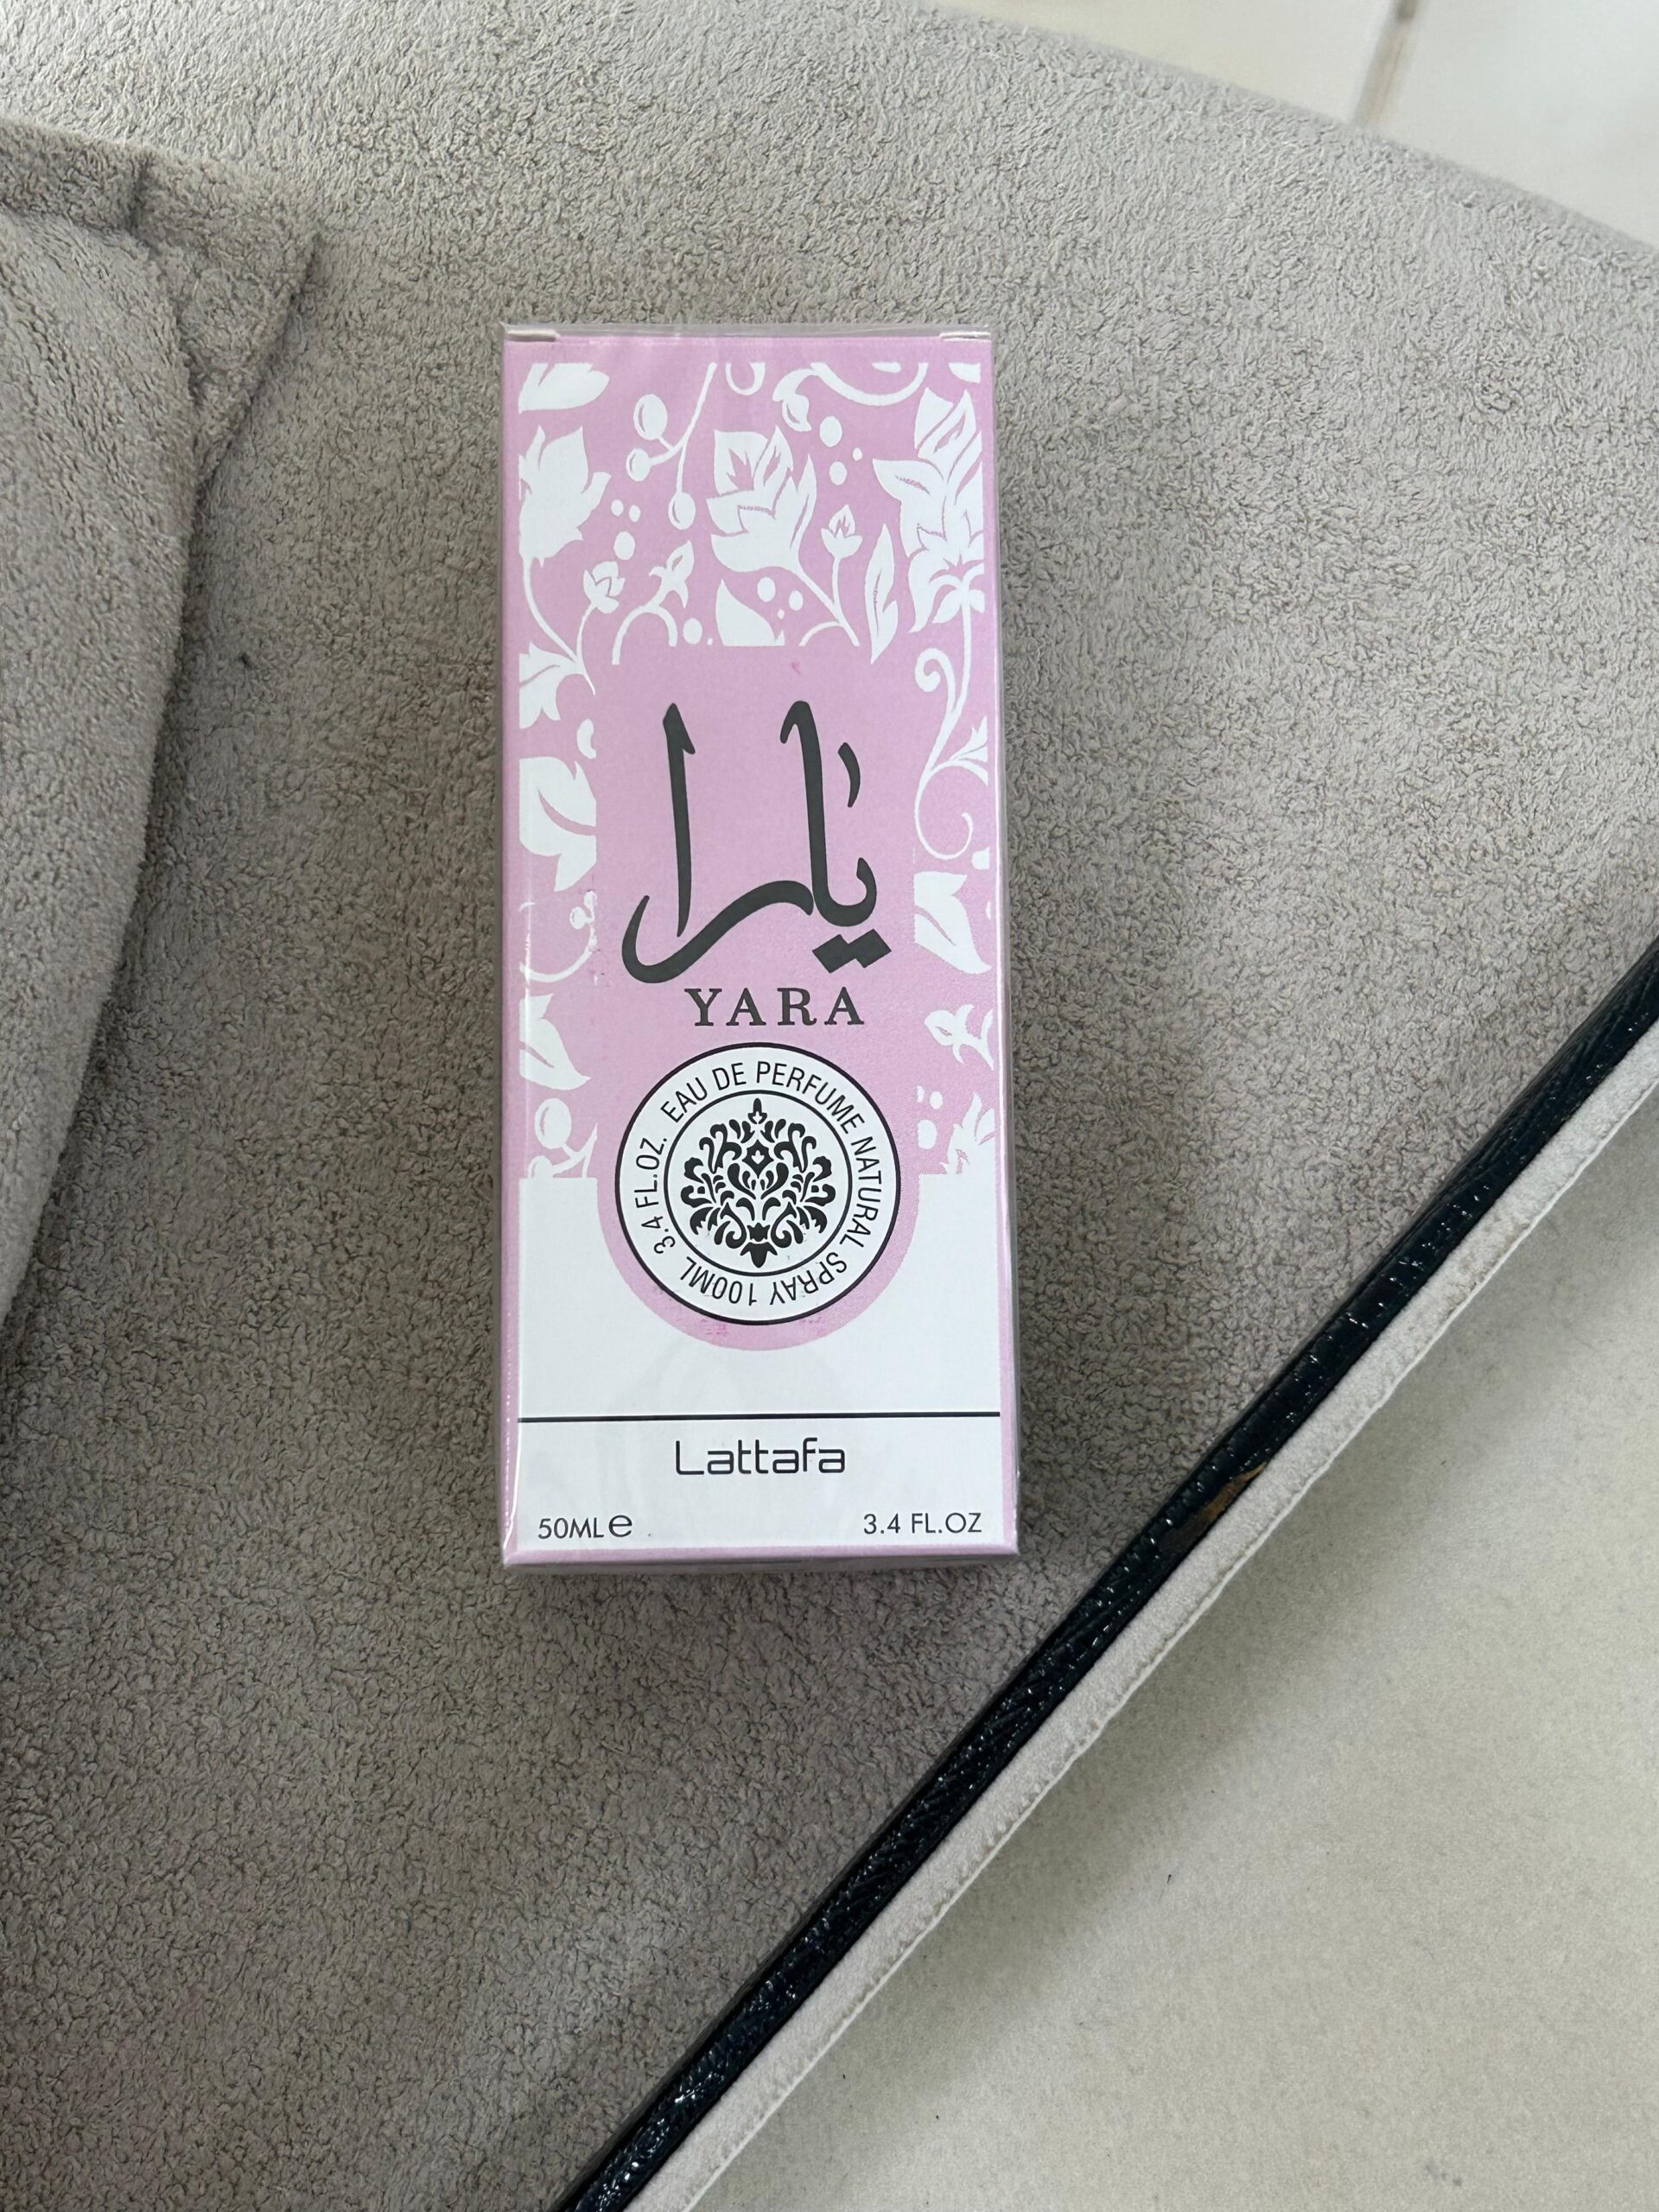 يارا
YARA
EAU DE PERFUME NATURAL SPRAY 100ML 3.4 FL.OZ.
Lattafa
50ML e
3.4 FL.OZ